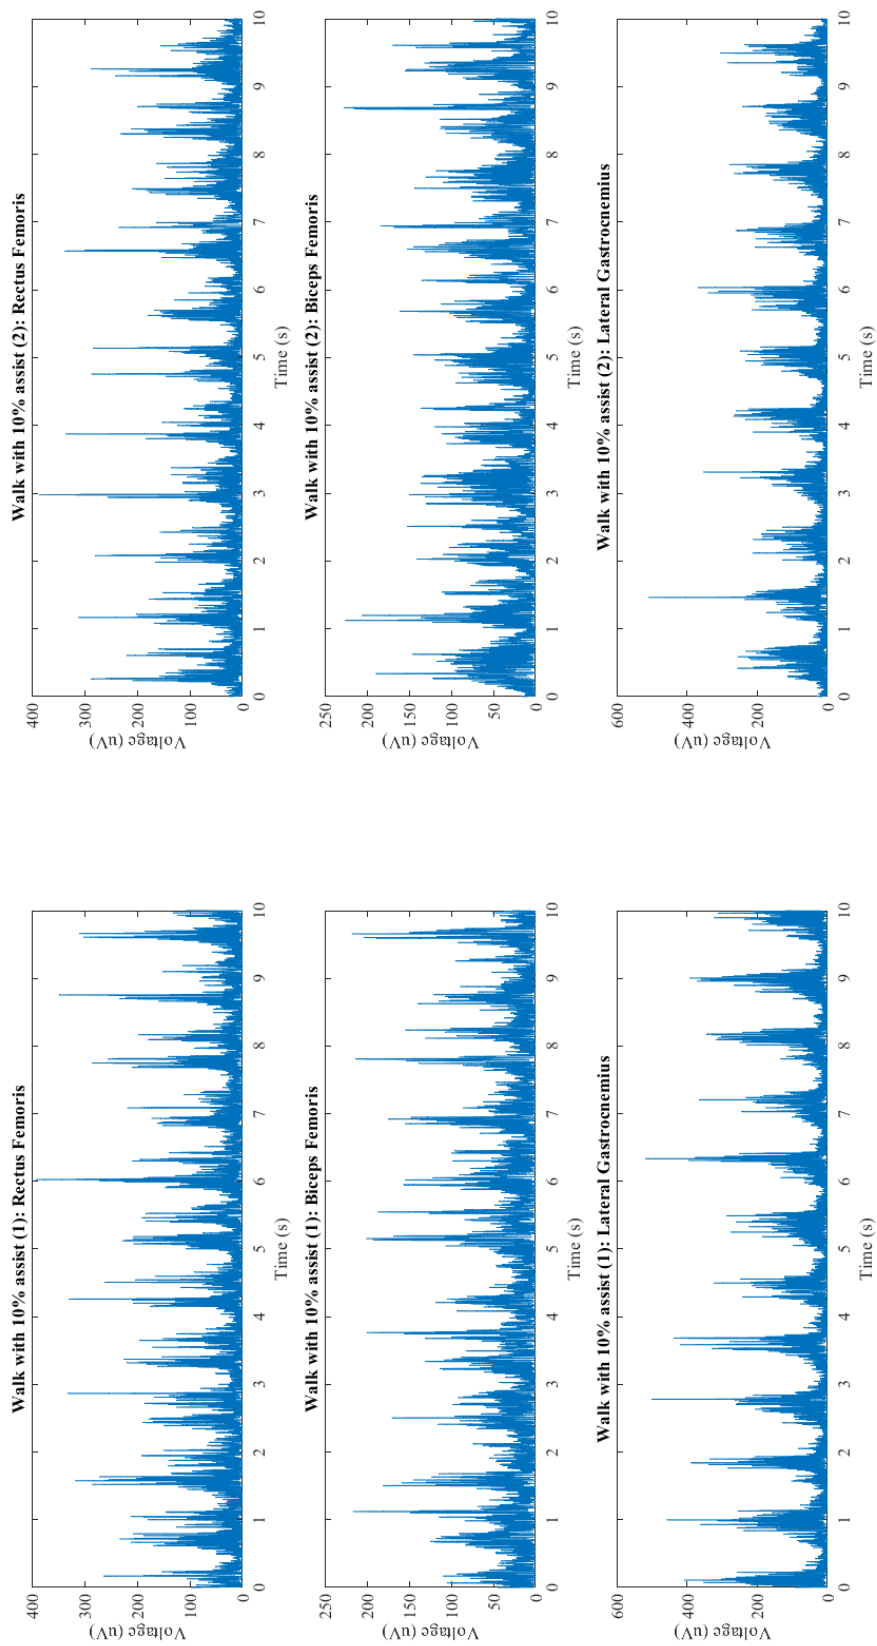 Walk with 10% assist (1): Rectus Femoris
Voltage (uV)
400
300
200
100
0
0 1 2 3 4 5 6 7 8 9 10
Time (s)
Walk with 10% assist (1): Biceps Femoris
Voltage (uV)
250
200
150
100
50
0
0 1 2 3 4 5 6 7 8 9 10
Time (s)
Walk with 10% assist (1): Lateral Gastrocnemius
Voltage (uV)
600
400
200
0
0 1 2 3 4 5 6 7 8 9 10
Time (s)
Walk with 10% assist (2): Rectus Femoris
Voltage (uV)
400
300
200
100
0
0 1 2 3 4 5 6 7 8 9 10
Time (s)
Walk with 10% assist (2): Biceps Femoris
Voltage (uV)
250
200
150
100
50
0
0 1 2 3 4 5 6 7 8 9 10
Time (s)
Walk with 10% assist (2): Lateral Gastrocnemius
Voltage (uV)
600
400
200
0
0 1 2 3 4 5 6 7 8 9 10
Time (s)